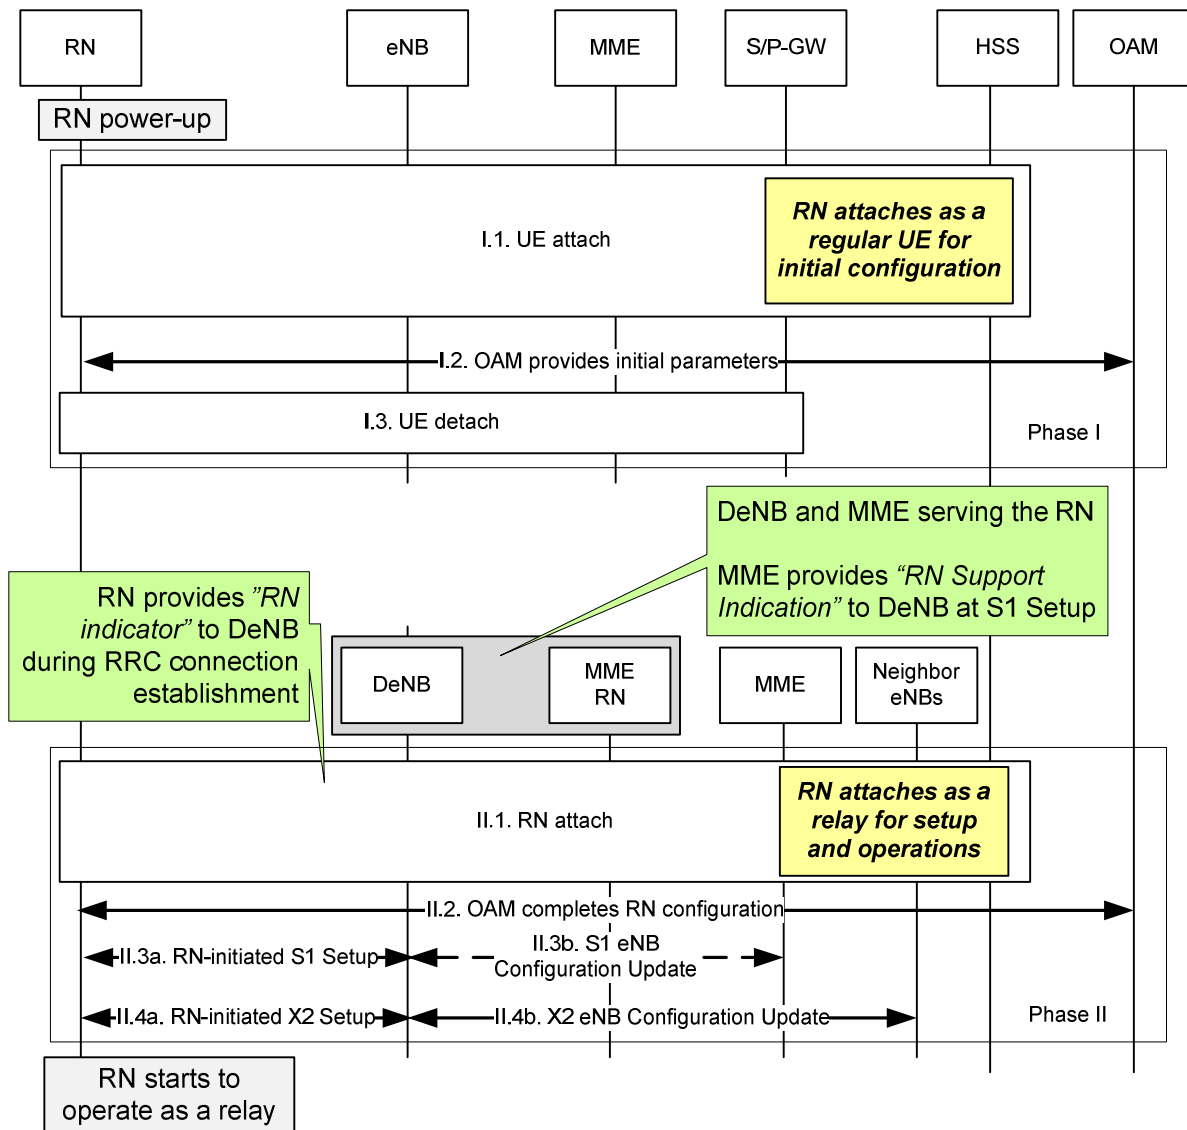 RN
eNB
MME
S/P-GW
HSS
OAM
RN power-up
I.1. UE attach
RN attaches as a
regular UE for
initial configuration
I.2. OAM provides initial parameters
I.3. UE detach
Phase I
DeNB and MME serving the RN
MME provides “RN Support
Indication” to DeNB at S1 Setup
RN provides ”RN
indicator” to DeNB
during RRC connection
establishment
DeNB
MME
RN
MME
Neighbor
eNBs
II.1. RN attach
RN attaches as a
relay for setup
and operations
II.2. OAM completes RN configuration
II.3a. RN-initiated S1 Setup
II.3b. S1 eNB
Configuration Update
II.4a. RN-initiated X2 Setup
II.4b. X2 eNB Configuration Update
Phase II
RN starts to
operate as a relay